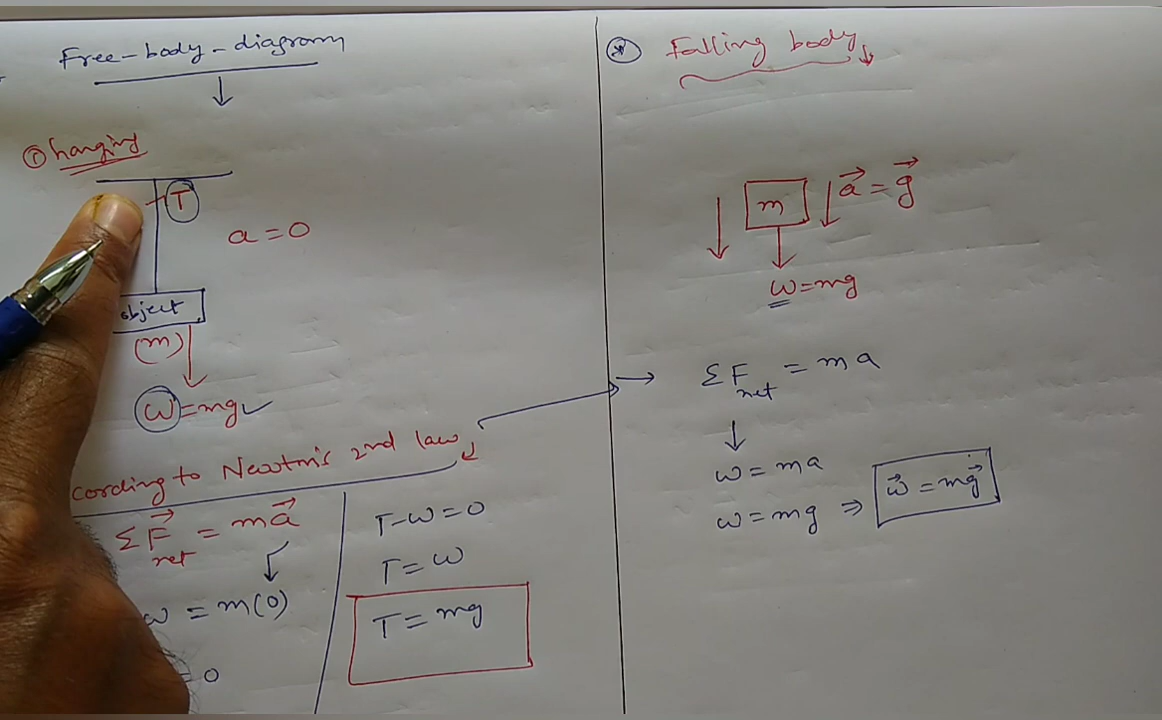 Free-body-diagram
① hanging
T
a = 0
object
(m)
w = mg ✓
cording to Newton's 2nd law
ΣF⃗net = ma⃗
w = m(0)
= 0
T-w = 0
T = w
T = mg
* Falling body
m a⃗ = g⃗
w = mg
ΣFnet = ma
w = ma
w = mg ⇒ w⃗ = mg⃗